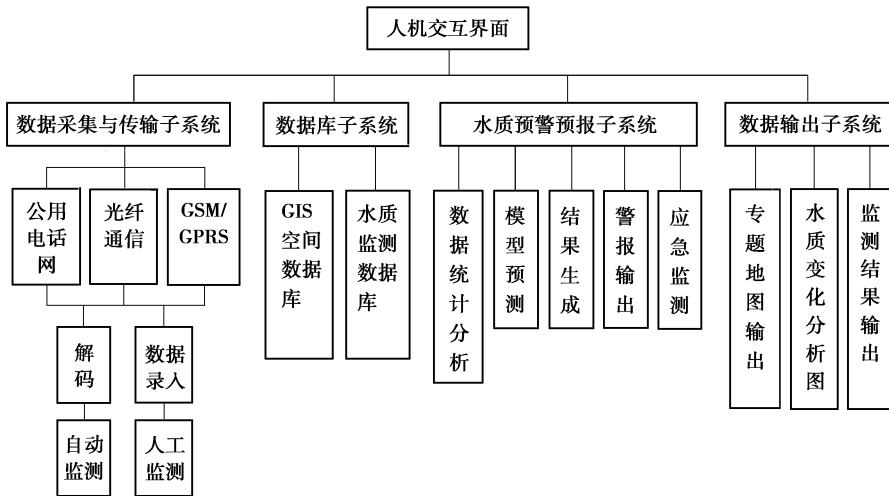 人机交互界面
数据采集与传输子系统
数据库子系统
水质预警预报子系统
数据输出子系统
公用
电话
网
光纤
通信
GSM/
GPRS
GIS
空间
数据
库
水质
监测
数据
库
数据统计分析
模型预测
结果生成
警报输出
应急监测
专题地图输出
水质变化分析图
监测结果输出
解
码
数据
录入
自动
监测
人工
监测